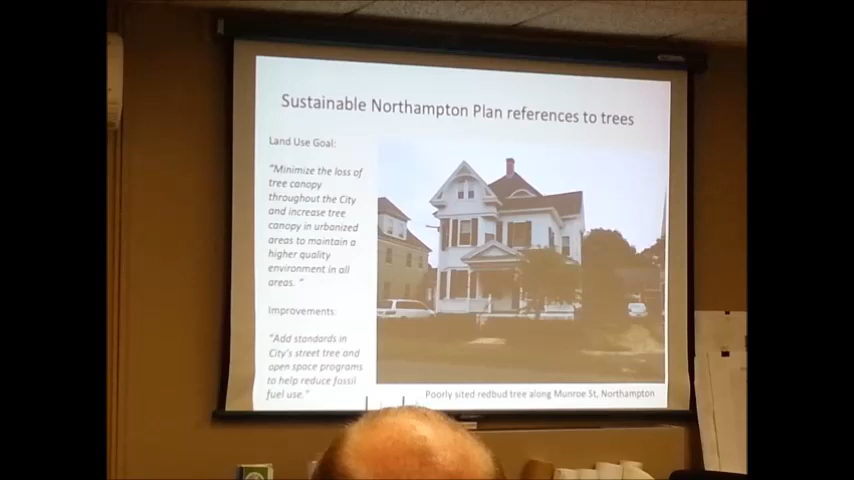 Sustainable Northampton Plan references to trees
Land Use Goal:
"Minimize the loss of
tree canopy
throughout the City
and increase tree
canopy in urbanized
areas to maintain a
higher quality
environment in all
areas. "
Improvements:
"Add standards in
City's street tree and
open space programs
to help reduce fossil
fuel use."
Poorly sited redbud tree along Munroe St, Northampton